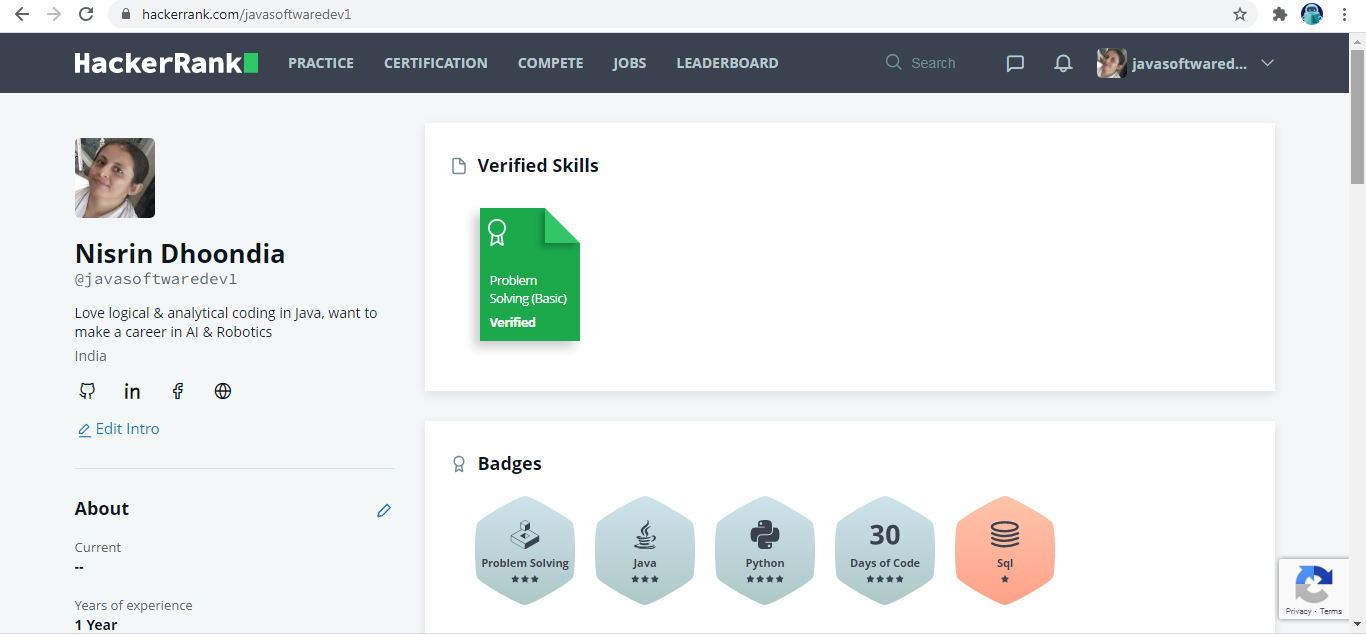 hackerrank.com/javasoftwaredev1
HackerRank
PRACTICE CERTIFICATION COMPETE JOBS LEADERBOARD Search javasoftwared...
Nisrin Dhoondia
@javasoftwaredev1
Love logical & analytical coding in Java, want to
make a career in AI & Robotics
India
in
Edit Intro
About
Current
--
Years of experience
1 Year
Verified Skills
Problem
Solving (Basic)
Verified
Badges
Problem Solving
Java
Python
30
Days of Code
Sql
Privacy - Terms